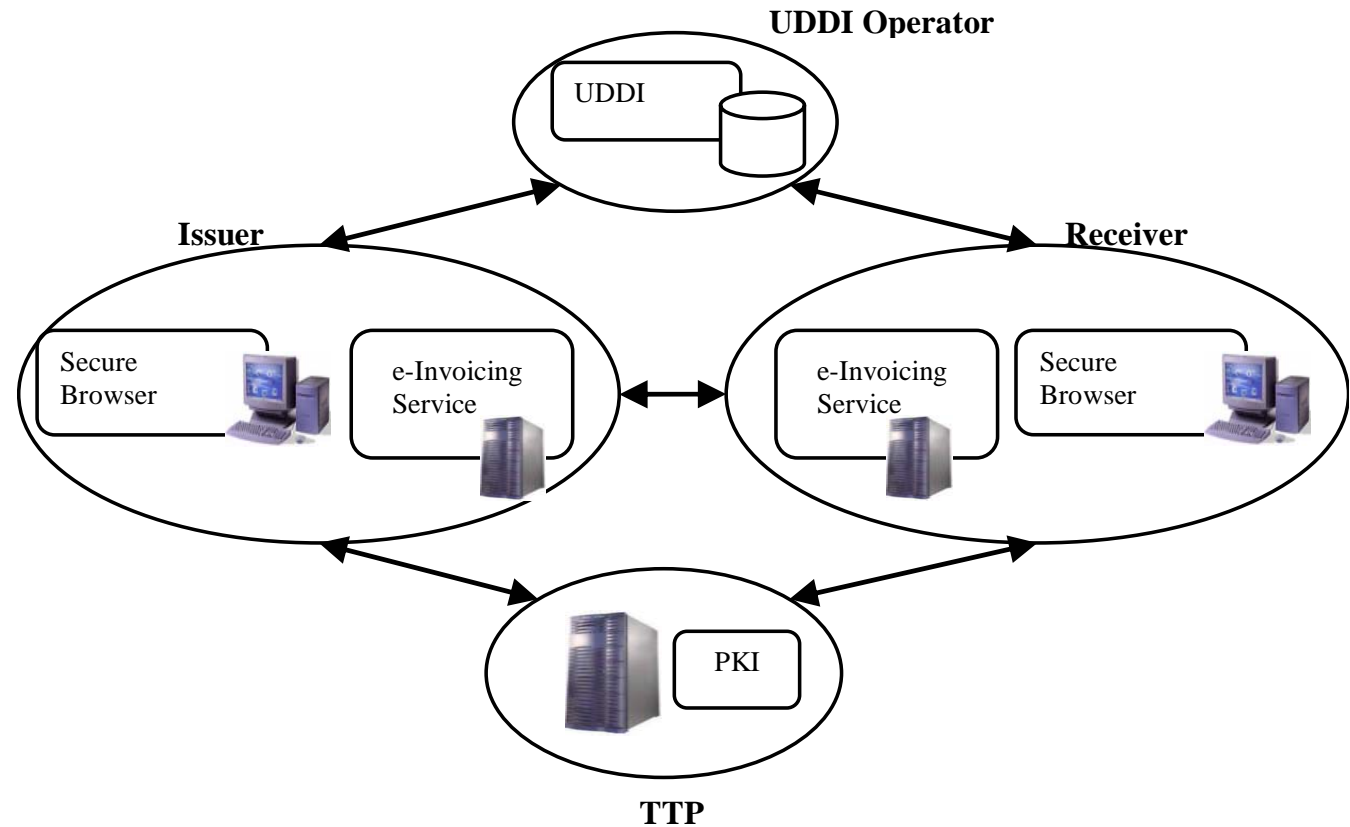 UDDI Operator
UDDI
Issuer
Receiver
Secure
Browser
e-Invoicing
Service
e-Invoicing
Service
Secure
Browser
PKI
TTP